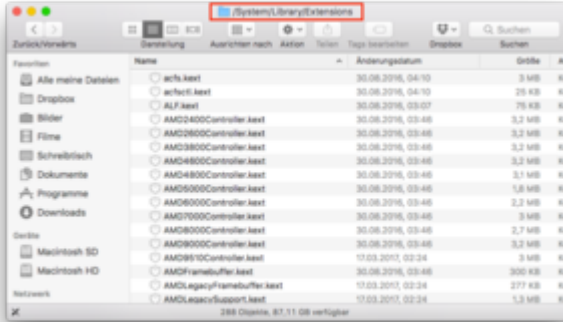 /System/Library/Extensions
Suchen
Zurück/Vorwärts Darstellung Ausrichten nach Aktion Teilen Tags bearbeiten Dropbox Suchen
Favoriten
Alle meine Dateien
Dropbox
Bilder
Filme
Schreibtisch
Dokumente
Programme
Downloads
Geräte
Macintosh SD
Macintosh HD
Netzwerk
Name Änderungsdatum Größe
acfs.kext 30.08.2016, 04:10 3 MB
acfsctl.kext 30.08.2016, 04:10 25 KB
ALF.kext 30.08.2016, 03:07 75 KB
AMD2400Controller.kext 30.08.2016, 03:46 3,2 MB
AMD2600Controller.kext 30.08.2016, 03:46 3,2 MB
AMD3800Controller.kext 30.08.2016, 03:46 3,2 MB
AMD4600Controller.kext 30.08.2016, 03:46 3,2 MB
AMD4800Controller.kext 30.08.2016, 03:46 3,1 MB
AMD5000Controller.kext 30.08.2016, 03:46 1,8 MB
AMD6000Controller.kext 30.08.2016, 03:46 2,2 MB
AMD7000Controller.kext 30.08.2016, 03:46 3 MB
AMD8000Controller.kext 30.08.2016, 03:46 2,7 MB
AMD9000Controller.kext 30.08.2016, 03:46 3,2 MB
AMD9510Controller.kext 17.03.2017, 02:24 3 MB
AMDFramebuffer.kext 30.08.2016, 03:46 300 KB
AMDLegacyFramebuffer.kext 17.03.2017, 02:24 277 KB
AMDLegacySupport.kext 17.03.2017, 02:24 1,3 MB
288 Objekte, 87,11 GB verfügbar